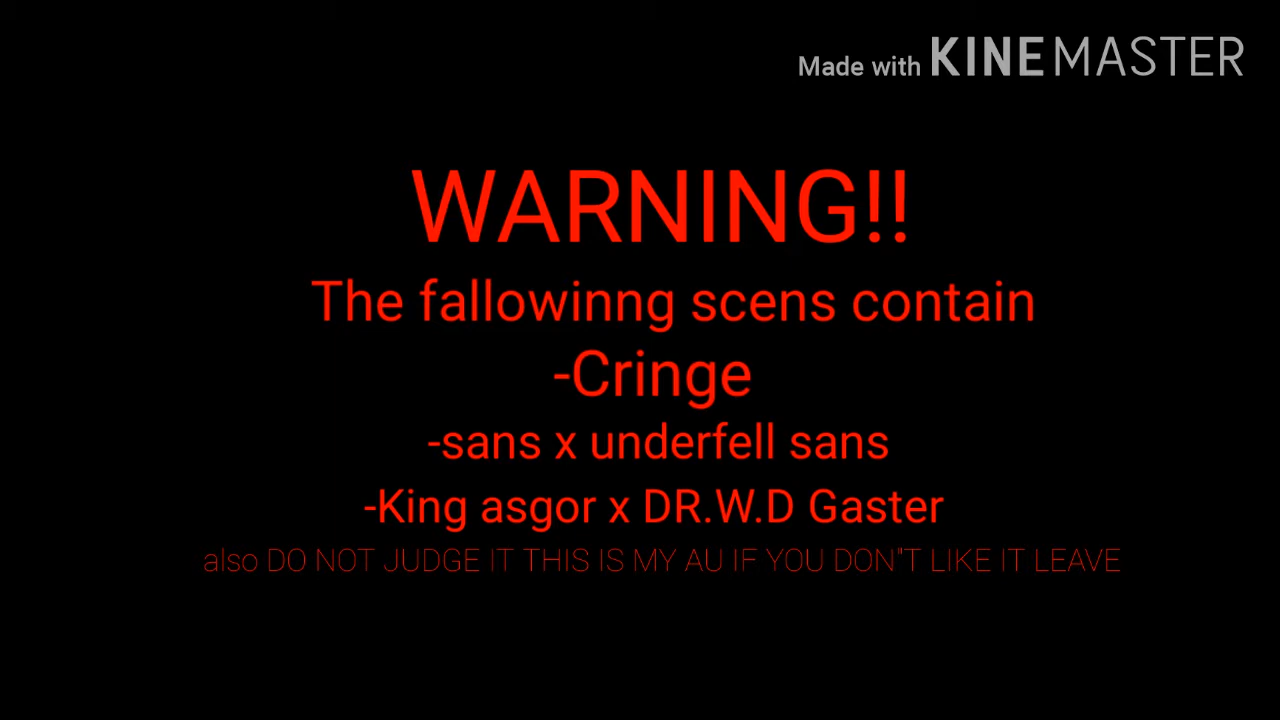 Made with KINEMASTER
WARNING!!
The fallowinng scens contain
-Cringe
-sans x underfell sans
-King asgor x DR.W.D Gaster
also DO NOT JUDGE IT THIS IS MY AU IF YOU DON"T LIKE IT LEAVE